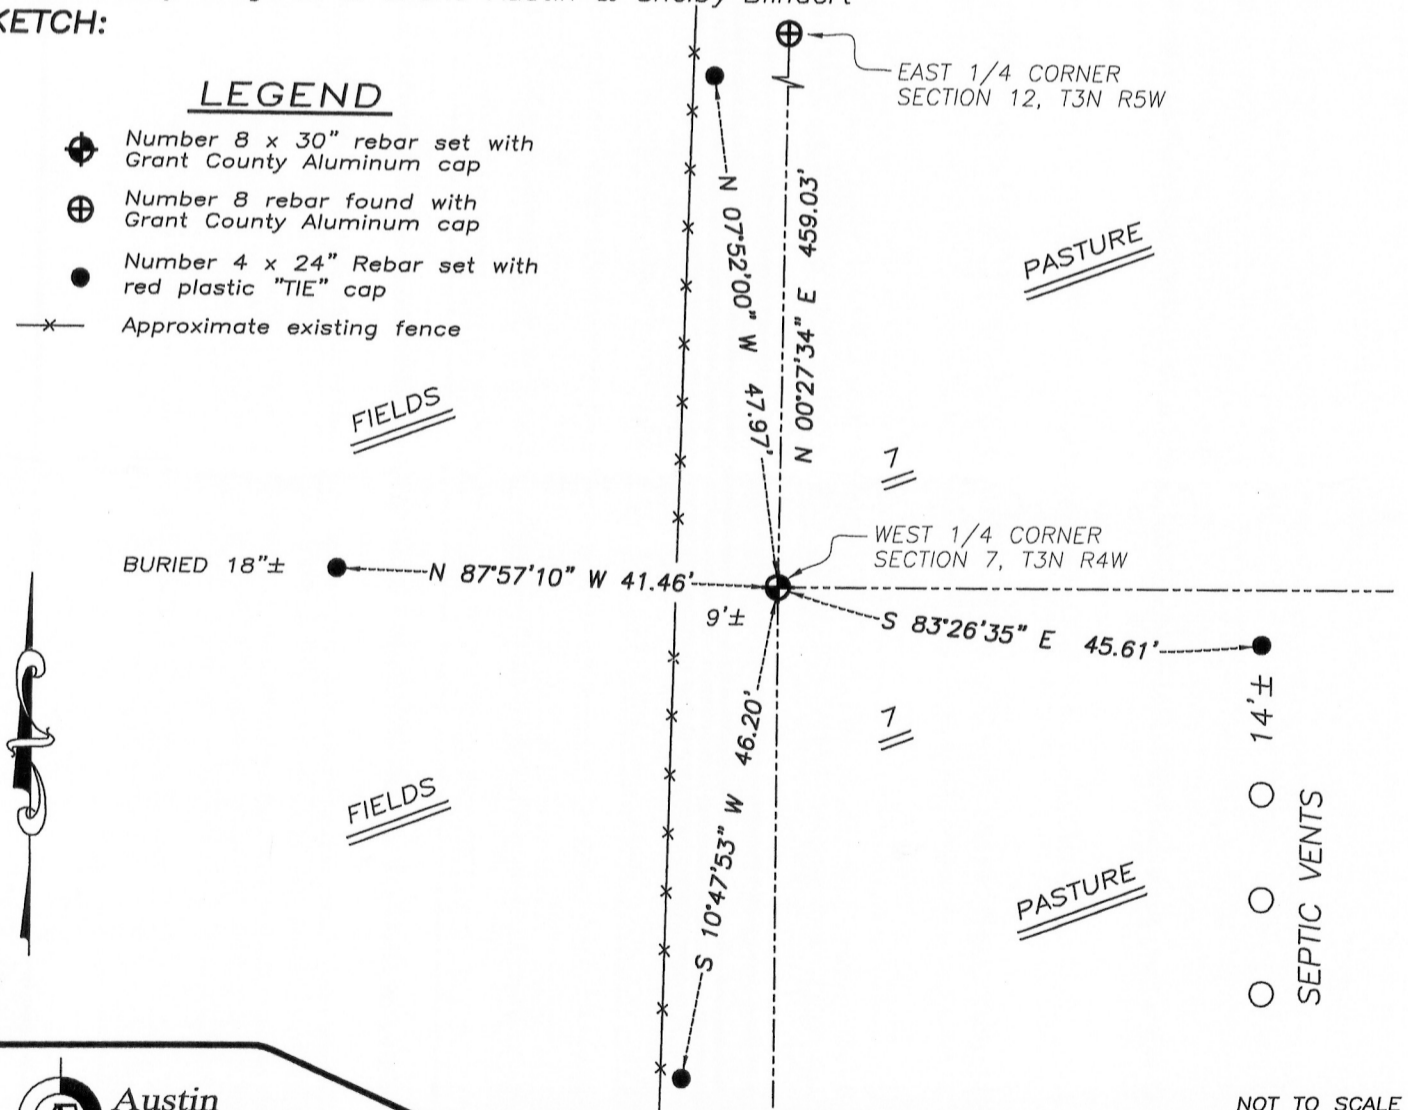 KETCH:
LEGEND
Number 8 x 30" rebar set with
Grant County Aluminum cap
Number 8 rebar found with
Grant County Aluminum cap
Number 4 x 24" Rebar set with
red plastic "TIE" cap
Approximate existing fence
EAST 1/4 CORNER
SECTION 12, T3N R5W
N 07°52'00" W 47.97'
N 00°27'34" E 459.03'
PASTURE
FIELDS
7
WEST 1/4 CORNER
SECTION 7, T3N R4W
BURIED 18"±
N 87°57'10" W 41.46'
9'±
S 83°26'35" E 45.61'
14'±
7
S 10°47'53" W 46.20'
FIELDS
PASTURE
SEPTIC VENTS
Austin
NOT TO SCALE